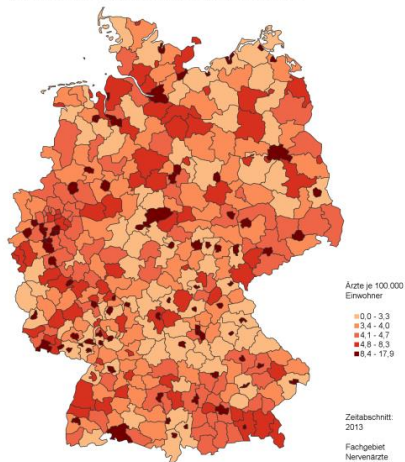 Ärzte je 100.000
Einwohner
0,0 - 3,3
3,4 - 4,0
4,1 - 4,7
4,8 - 8,3
8,4 - 17,9
Zeitabschnitt:
2013
Fachgebiet
Nervenärzte